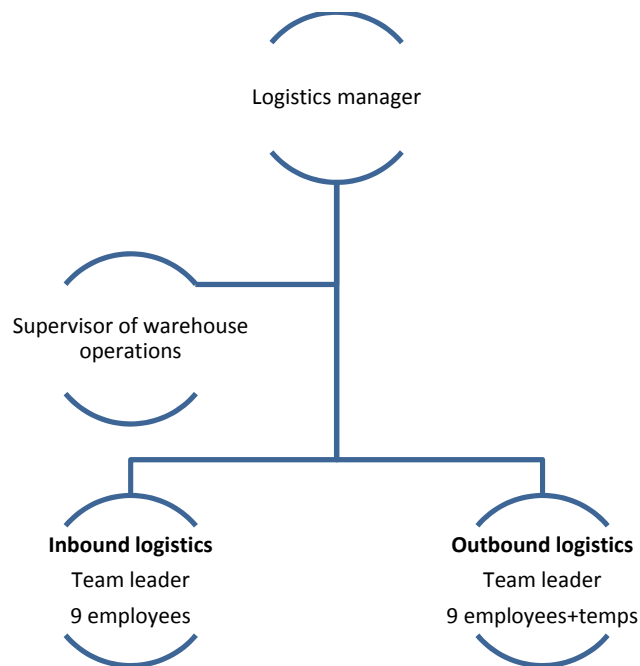 Logistics manager
Supervisor of warehouse
operations
Inbound logistics
Team leader
9 employees
Outbound logistics
Team leader
9 employees+temps